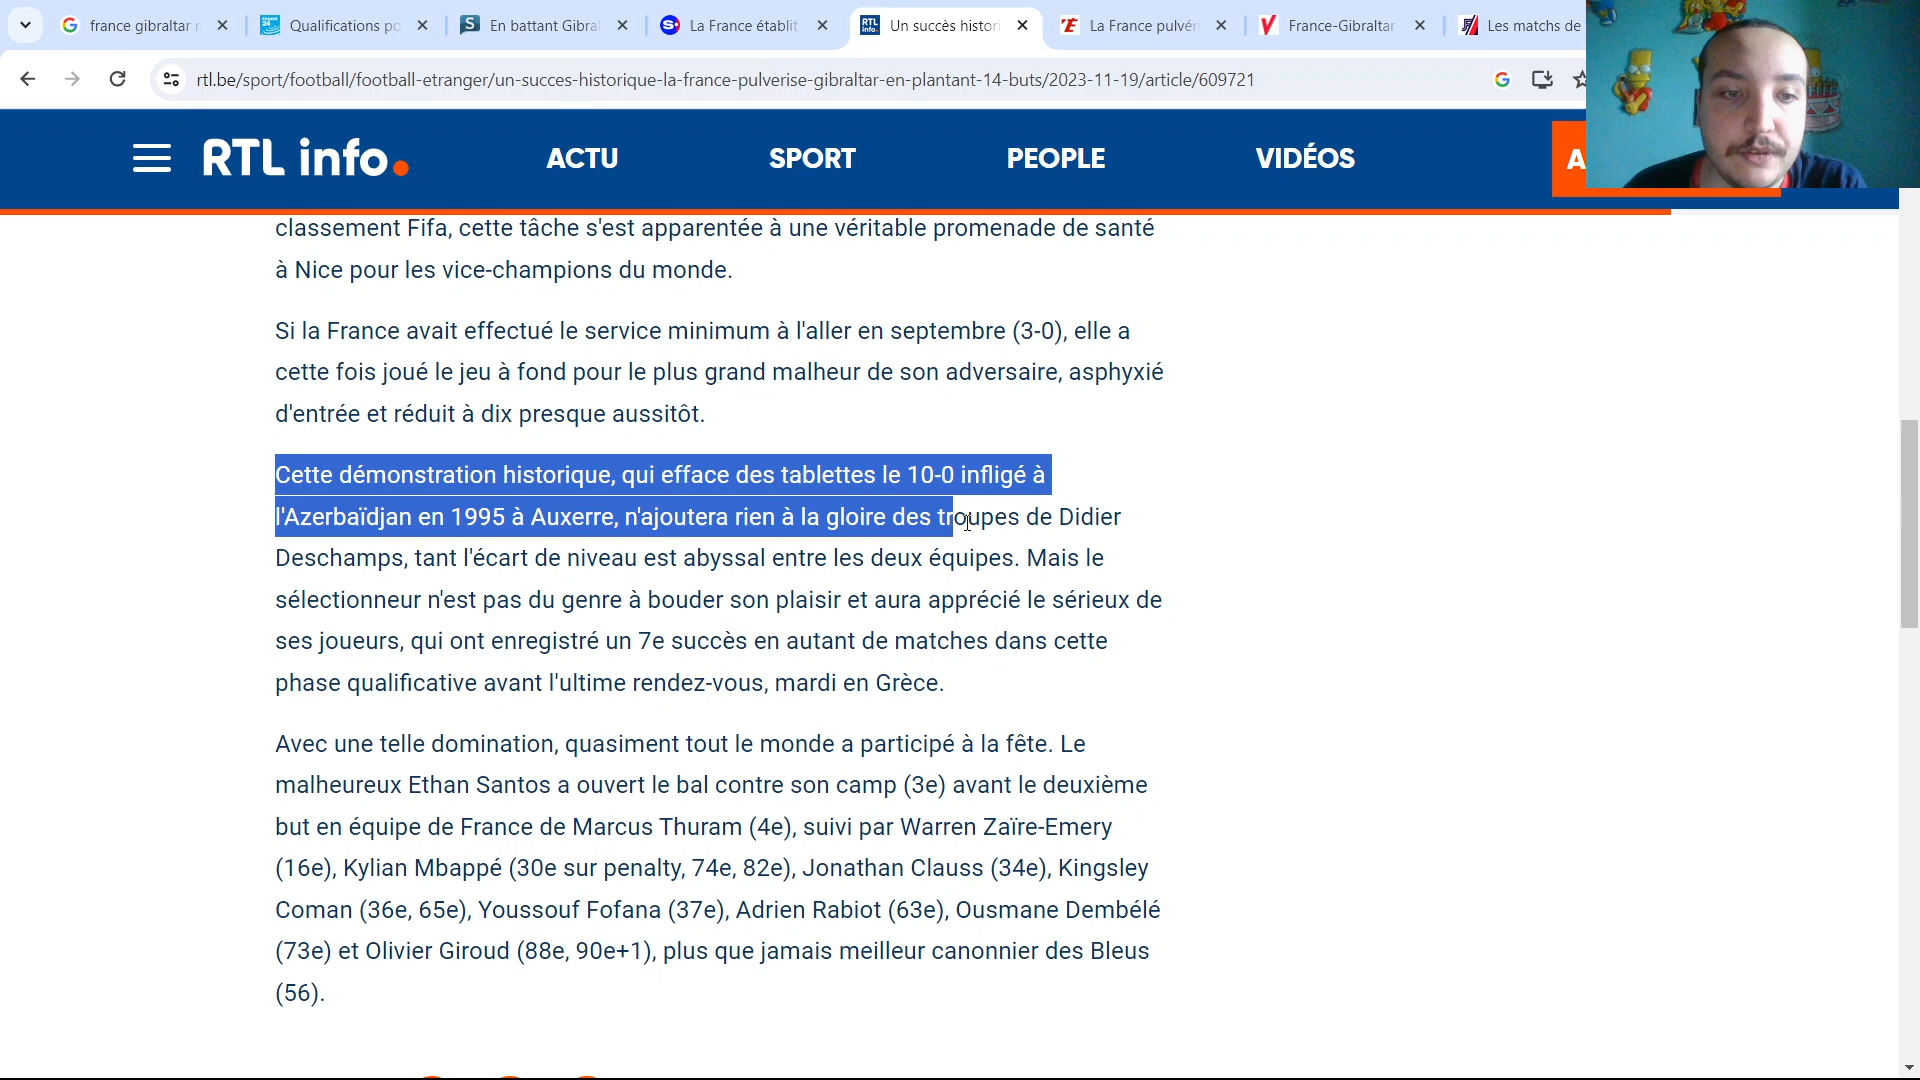 france gibraltar
Qualifications po
En battant Gibra
La France établit
Un succès histori
La France pulvér
France-Gibraltar
Les matchs de
rtl.be/sport/football/football-etranger/un-succes-historique-la-france-pulverise-gibraltar-en-plantant-14-buts/2023-11-19/article/609721
RTL info.
ACTU
SPORT
PEOPLE
VIDÉOS
classement Fifa, cette tâche s'est apparentée à une véritable promenade de santé
à Nice pour les vice-champions du monde.
Si la France avait effectué le service minimum à l'aller en septembre (3-0), elle a
cette fois joué le jeu à fond pour le plus grand malheur de son adversaire, asphyxié
d'entrée et réduit à dix presque aussitôt.
Cette démonstration historique, qui efface des tablettes le 10-0 infligé à
l'Azerbaïdjan en 1995 à Auxerre, n'ajoutera rien à la gloire des troupes de Didier
Deschamps, tant l'écart de niveau est abyssal entre les deux équipes. Mais le
sélectionneur n'est pas du genre à bouder son plaisir et aura apprécié le sérieux de
ses joueurs, qui ont enregistré un 7e succès en autant de matches dans cette
phase qualificative avant l'ultime rendez-vous, mardi en Grèce.
Avec une telle domination, quasiment tout le monde a participé à la fête. Le
malheureux Ethan Santos a ouvert le bal contre son camp (3e) avant le deuxième
but en équipe de France de Marcus Thuram (4e), suivi par Warren Zaïre-Emery
(16e), Kylian Mbappé (30e sur penalty, 74e, 82e), Jonathan Clauss (34e), Kingsley
Coman (36e, 65e), Youssouf Fofana (37e), Adrien Rabiot (63e), Ousmane Dembélé
(73e) et Olivier Giroud (88e, 90e+1), plus que jamais meilleur canonnier des Bleus
(56).